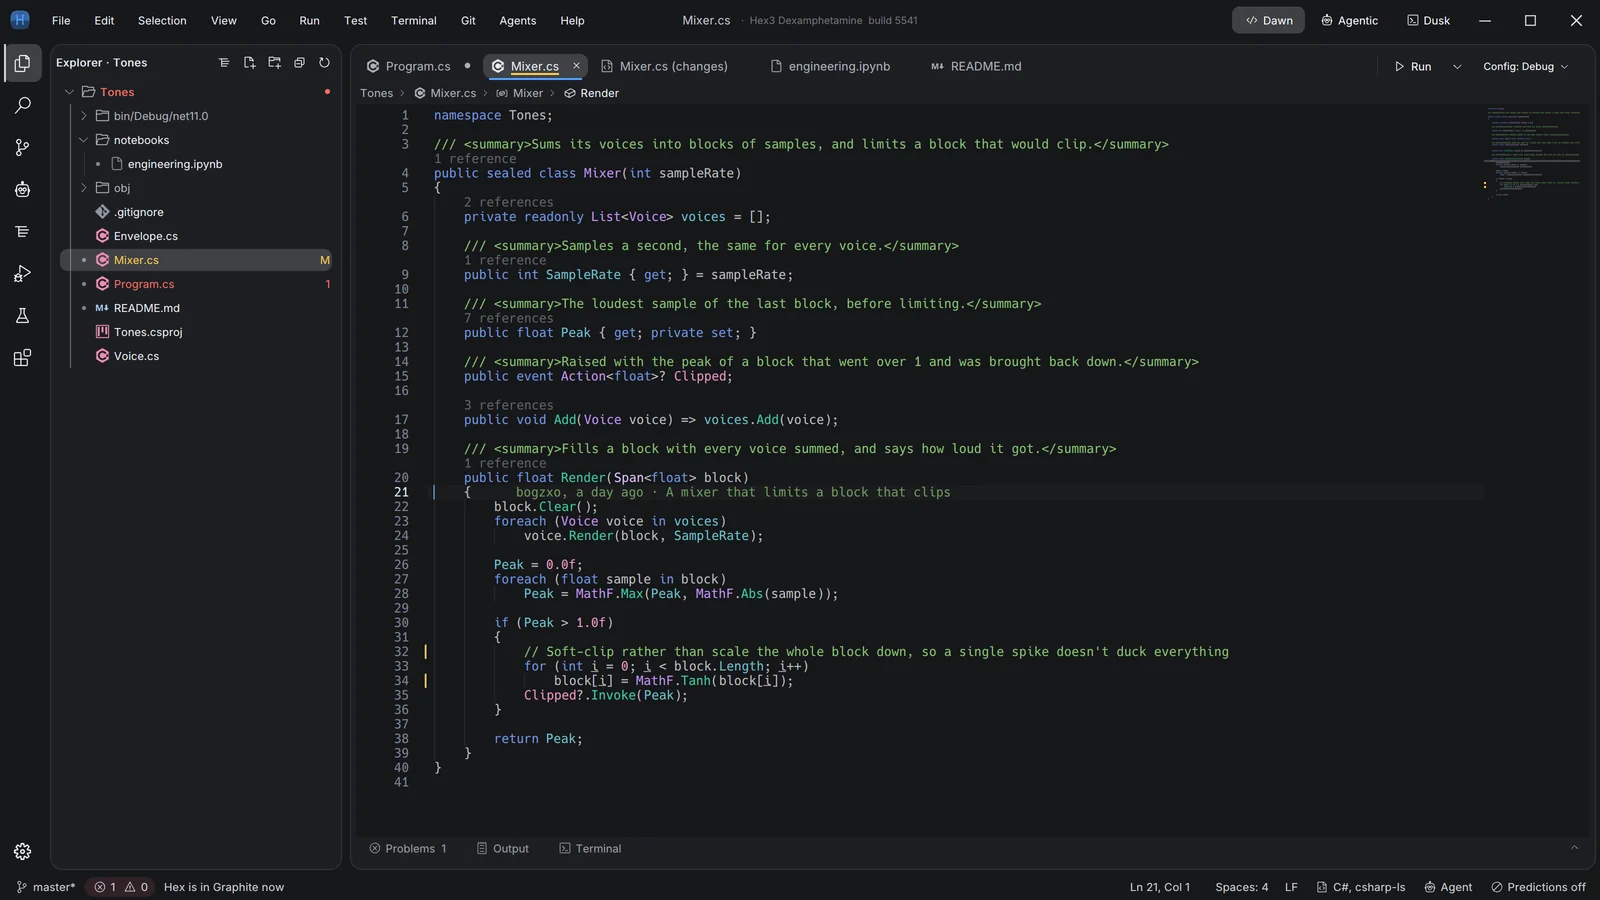 File Edit Selection View Go Run Test Terminal Git Agents Help
Mixer.cs · Hex3 Dexamphetamine build 5541
Dawn Agentic Dusk
Explorer · Tones
Tones
bin/Debug/net11.0
notebooks
engineering.ipynb
obj
.gitignore
Envelope.cs
Mixer.cs M
Program.cs 1
README.md
Tones.csproj
Voice.cs
Program.cs Mixer.cs Mixer.cs (changes) engineering.ipynb README.md
Run Config: Debug
Tones > Mixer.cs > Mixer > Render
1 namespace Tones;
2
3 /// <summary>Sums its voices into blocks of samples, and limits a block that would clip.</summary>
1 reference
4 public sealed class Mixer(int sampleRate)
5 {
2 references
6 private readonly List<Voice> voices = [];
7
8 /// <summary>Samples a second, the same for every voice.</summary>
1 reference
9 public int SampleRate { get; } = sampleRate;
10
11 /// <summary>The loudest sample of the last block, before limiting.</summary>
7 references
12 public float Peak { get; private set; }
13
14 /// <summary>Raised with the peak of a block that went over 1 and was brought back down.</summary>
15 public event Action<float>? Clipped;
16
3 references
17 public void Add(Voice voice) => voices.Add(voice);
18
19 /// <summary>Fills a block with every voice summed, and says how loud it got.</summary>
1 reference
20 public float Render(Span<float> block)
21 { bogzxo, a day ago · A mixer that limits a block that clips
22 block.Clear();
23 foreach (Voice voice in voices)
24 voice.Render(block, SampleRate);
25
26 Peak = 0.0f;
27 foreach (float sample in block)
28 Peak = MathF.Max(Peak, MathF.Abs(sample));
29
30 if (Peak > 1.0f)
31 {
32 // Soft-clip rather than scale the whole block down, so a single spike doesn't duck everything
33 for (int i = 0; i < block.Length; i++)
34 block[i] = MathF.Tanh(block[i]);
35 Clipped?.Invoke(Peak);
36 }
37
38 return Peak;
39 }
40 }
41
Problems 1 Output Terminal
master* 1 0 Hex is in Graphite now
Ln 21, Col 1 Spaces: 4 LF C#, csharp-ls Agent Predictions off